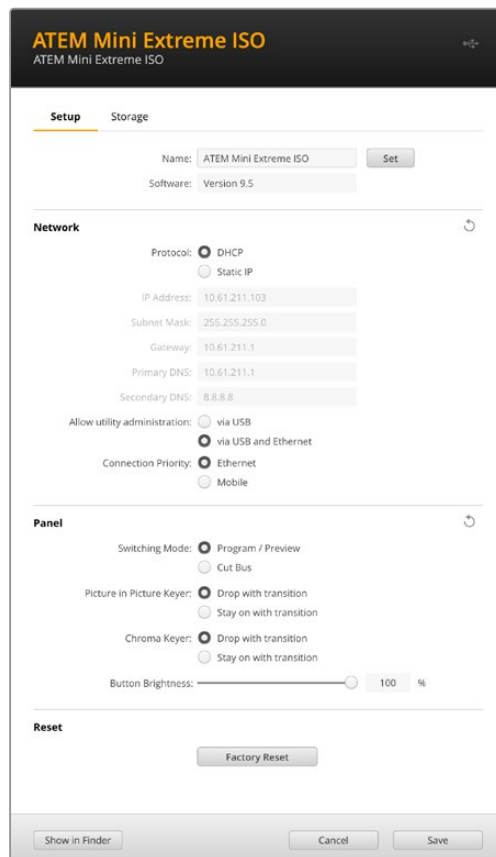 ATEM Mini Extreme ISO
ATEM Mini Extreme ISO
Setup Storage
Name: ATEM Mini Extreme ISO Set
Software: Version 9.5
Network
Protocol: DHCP
Static IP
IP Address: 10.61.211.103
Subnet Mask: 255.255.255.0
Gateway: 10.61.211.1
Primary DNS: 10.61.211.1
Secondary DNS: 8.8.8.8
Allow utility administration: via USB
via USB and Ethernet
Connection Priority: Ethernet
Mobile
Panel
Switching Mode: Program / Preview
Cut Bus
Picture in Picture Keyer: Drop with transition
Stay on with transition
Chroma Keyer: Drop with transition
Stay on with transition
Button Brightness: 100 %
Reset
Factory Reset
Show in Finder Cancel Save